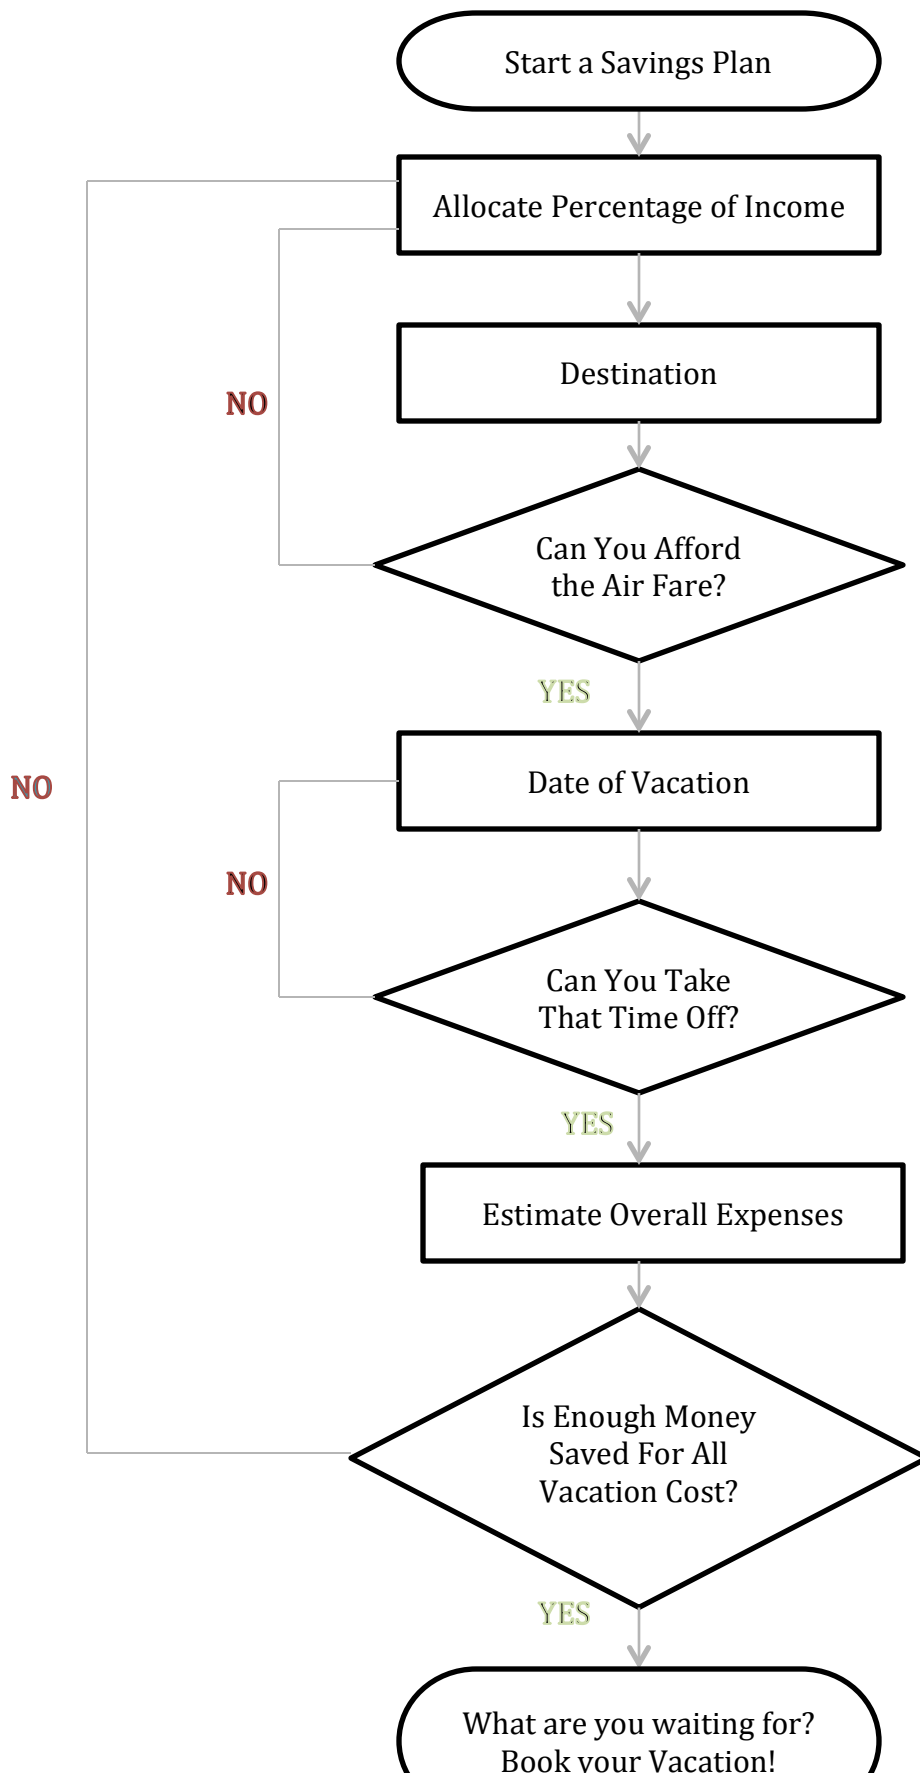 Start a Savings Plan
Allocate Percentage of Income
Destination
NO
Can You Afford
the Air Fare?
YES
Date of Vacation
NO
NO
Can You Take
That Time Off?
YES
Estimate Overall Expenses
Is Enough Money
Saved For All
Vacation Cost?
YES
What are you waiting for?
Book your Vacation!